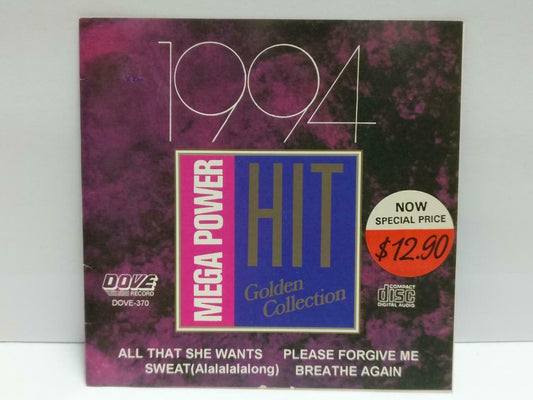 1994
MEGA POWER
HIT
Golden
Collection
NOW
SPECIAL PRICE
$12.90
DOVE
RECORD
DOVE-370
COMPACT
disc
DIGITAL AUDIO
ALL THAT SHE WANTS PLEASE FORGIVE ME
SWEAT(Alalalalalong) BREATHE AGAIN